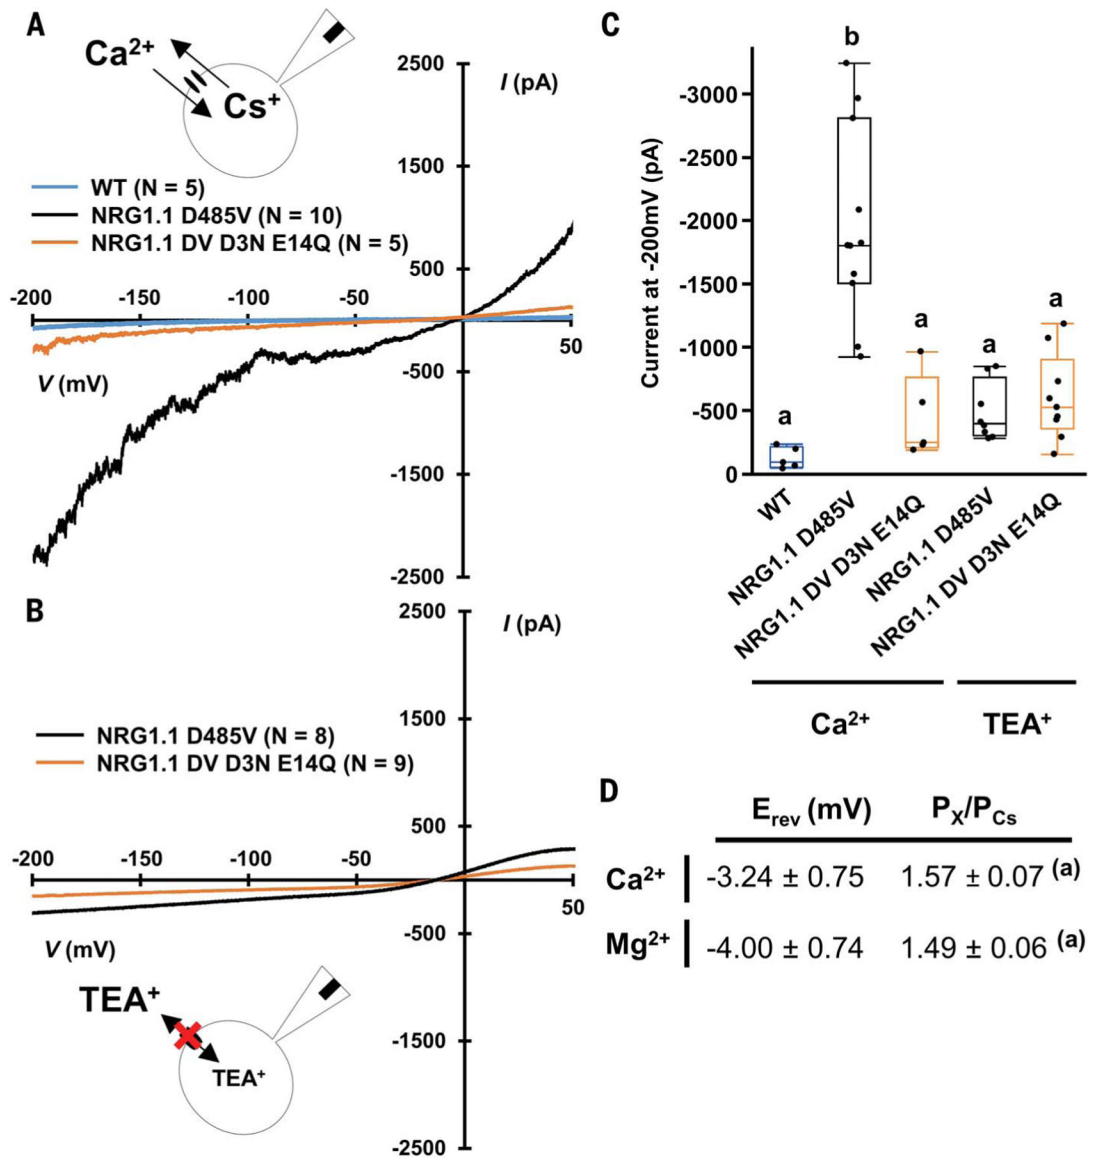 A
Ca2+
Cs+
I (pA)
2500
1500
500
-500
-1500
-2500
WT (N = 5)
NRG1.1 D485V (N = 10)
NRG1.1 DV D3N E14Q (N = 5)
-200
-150
-100
-50
50
V (mV)
B
I (pA)
2500
1500
500
-500
-1500
-2500
NRG1.1 D485V (N = 8)
NRG1.1 DV D3N E14Q (N = 9)
-200
-150
-100
-50
50
V (mV)
TEA+
TEA+
C
Current at -200mV (pA)
-3000
-2500
-2000
-1500
-1000
-500
0
a
b
a
a
a
WT
NRG1.1 D485V
NRG1.1 DV D3N E14Q
NRG1.1 D485V
NRG1.1 DV D3N E14Q
Ca2+
TEA+
D
Erev (mV) PX/PCs
Ca2+ -3.24 ± 0.75 1.57 ± 0.07 (a)
Mg2+ -4.00 ± 0.74 1.49 ± 0.06 (a)